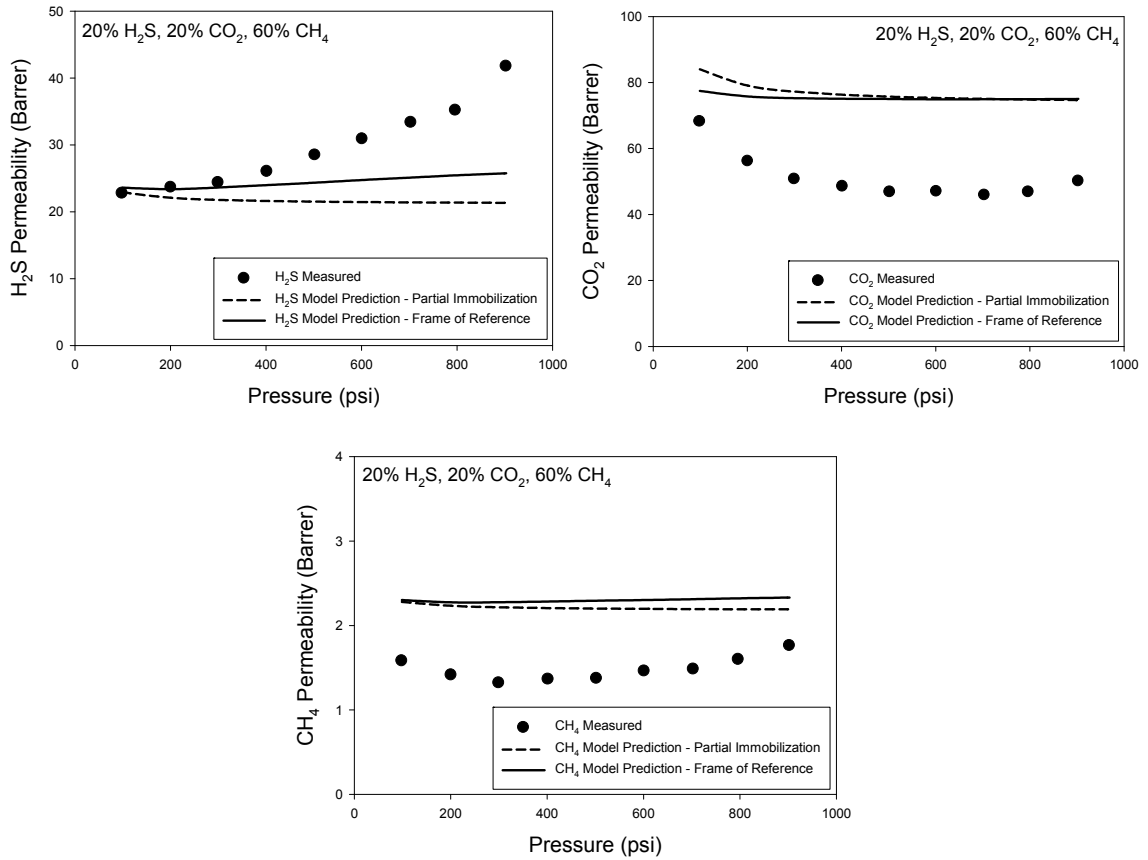 20% H₂S, 20% CO₂, 60% CH₄
H₂S Permeability (Barrer)
50
40
30
20
10
0
H₂S Measured
H₂S Model Prediction - Partial Immobilization
H₂S Model Prediction - Frame of Reference
0 200 400 600 800 1000
Pressure (psi)
20% H₂S, 20% CO₂, 60% CH₄
CO₂ Permeability (Barrer)
100
80
60
40
20
0
CO₂ Measured
CO₂ Model Prediction - Partial Immobilization
CO₂ Model Prediction - Frame of Reference
0 200 400 600 800 1000
Pressure (psi)
20% H₂S, 20% CO₂, 60% CH₄
CH₄ Permeability (Barrer)
4
3
2
1
0
CH₄ Measured
CH₄ Model Prediction - Partial Immobilization
CH₄ Model Prediction - Frame of Reference
0 200 400 600 800 1000
Pressure (psi)